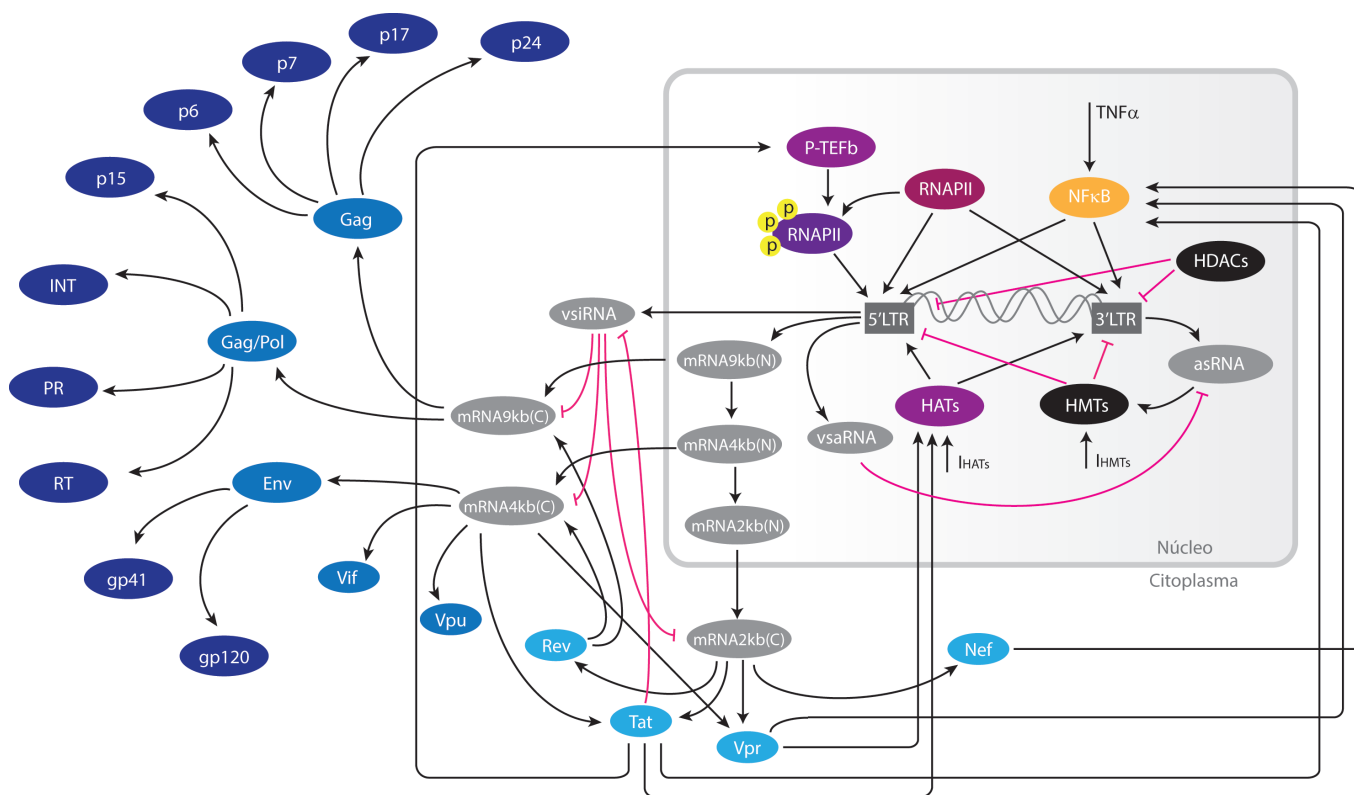 p17
p24
p7
p6
p15
Gag
INT
Gag/Pol
PR
RT
Env
gp41
gp120
Vif
Vpu
Rev
Tat
Vpr
Nef
vsiRNA
mRNA9kb(C)
mRNA4kb(C)
mRNA2kb(C)
mRNA9kb(N)
mRNA4kb(N)
mRNA2kb(N)
TNFα
P-TEFb
RNAPII
NFκB
p
p
p
RNAPII
HDACs
5'LTR
3'LTR
asRNA
vsaRNA
HATs
HMTs
IHATs
IHMTs
Núcleo
Citoplasma